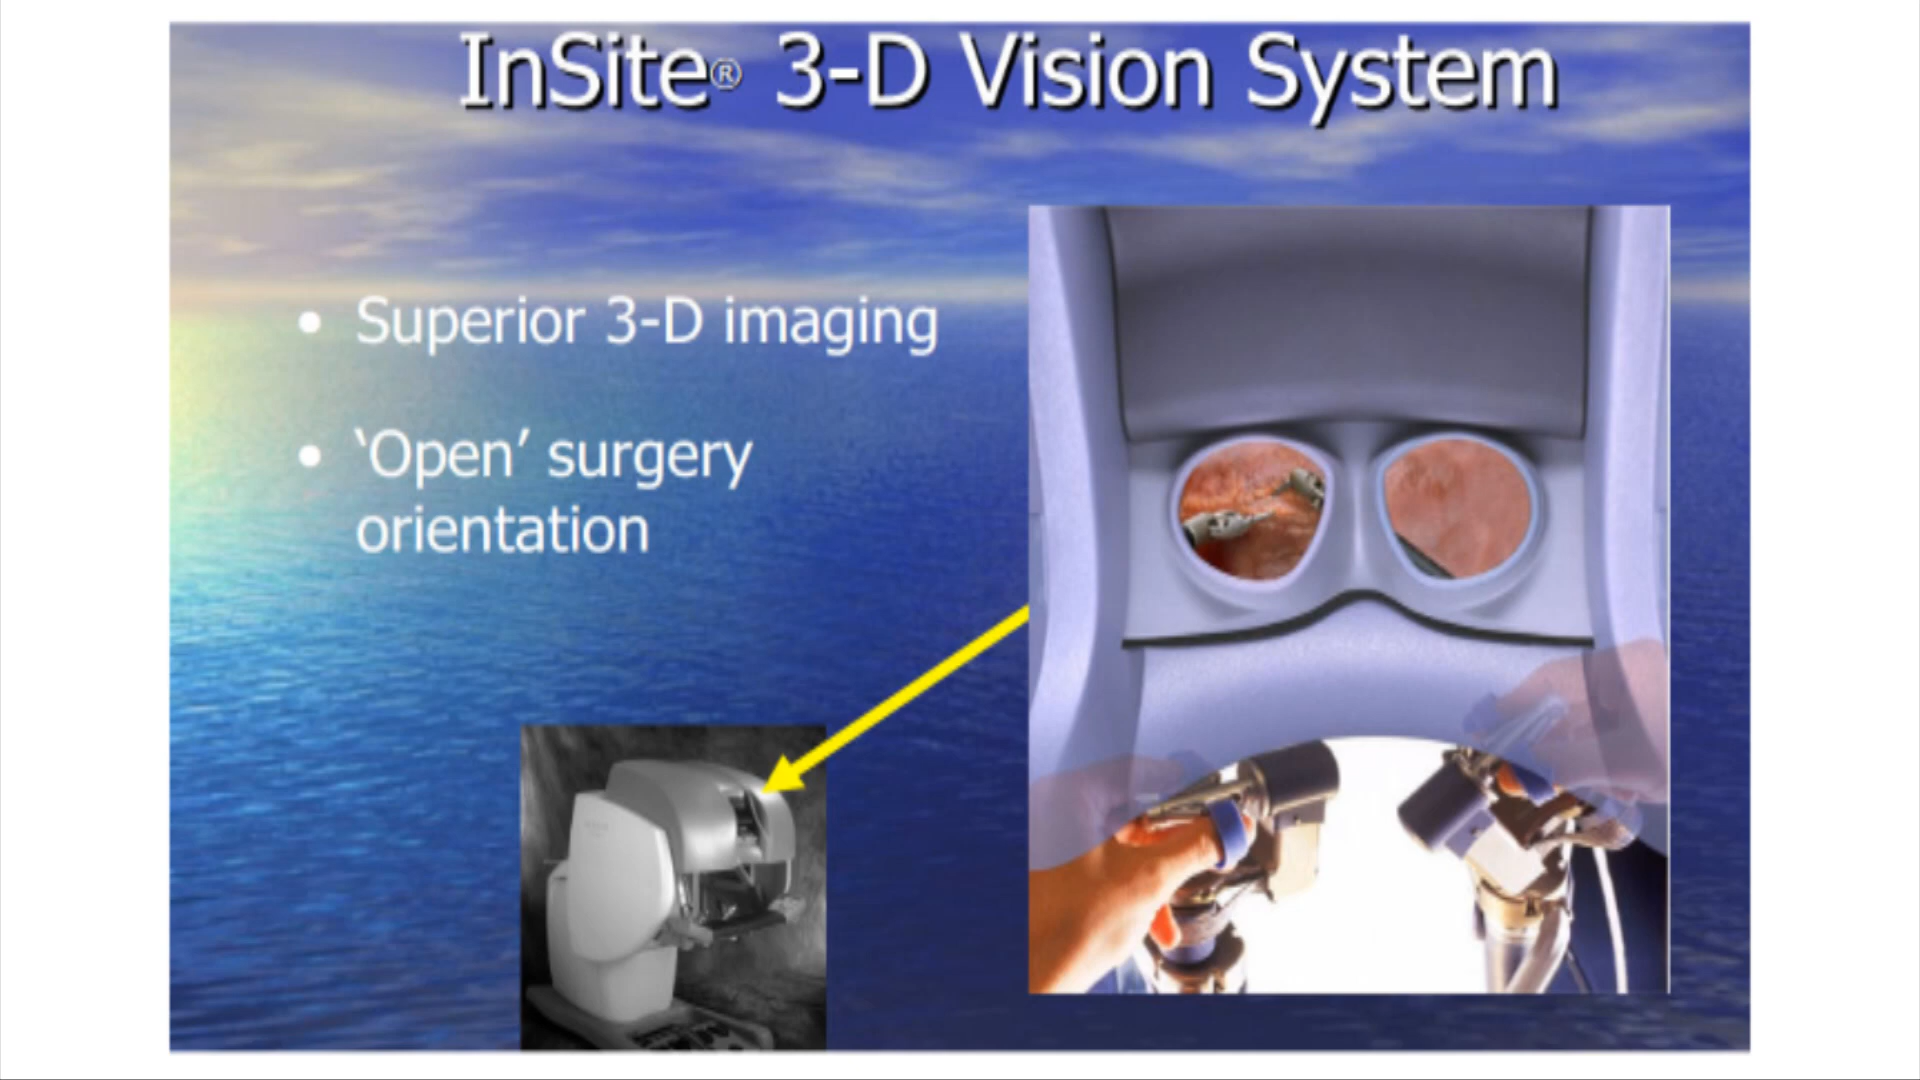 InSite® 3-D Vision System
• Superior 3-D imaging
• ‘Open’ surgery
orientation